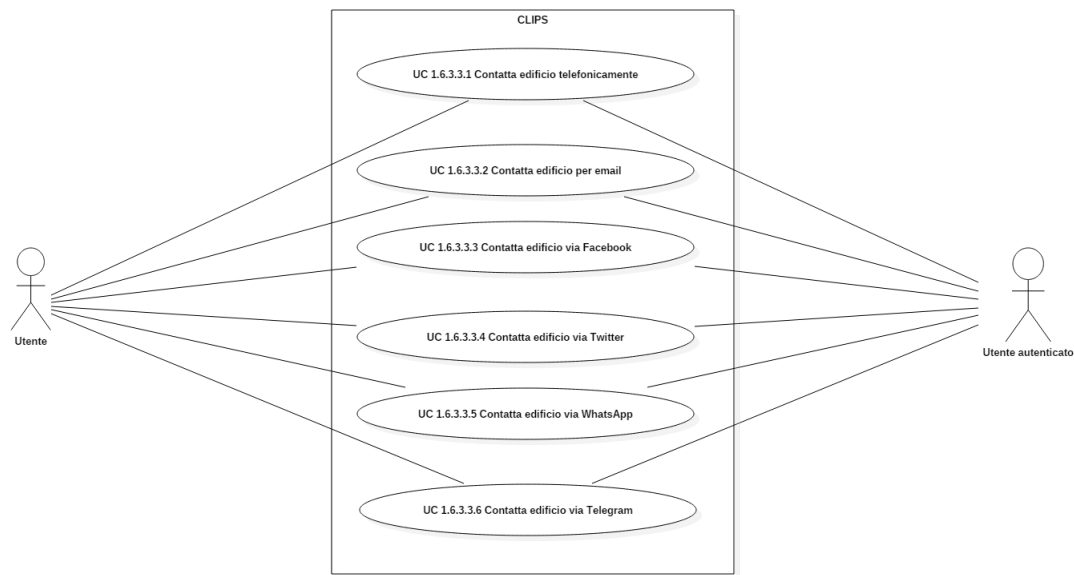 CLIPS
UC 1.6.3.3.1 Contatta edificio telefonicamente
UC 1.6.3.3.2 Contatta edificio per email
UC 1.6.3.3.3 Contatta edificio via Facebook
UC 1.6.3.3.4 Contatta edificio via Twitter
Utente
Utente autenticato
UC 1.6.3.3.5 Contatta edificio via WhatsApp
UC 1.6.3.3.6 Contatta edificio via Telegram